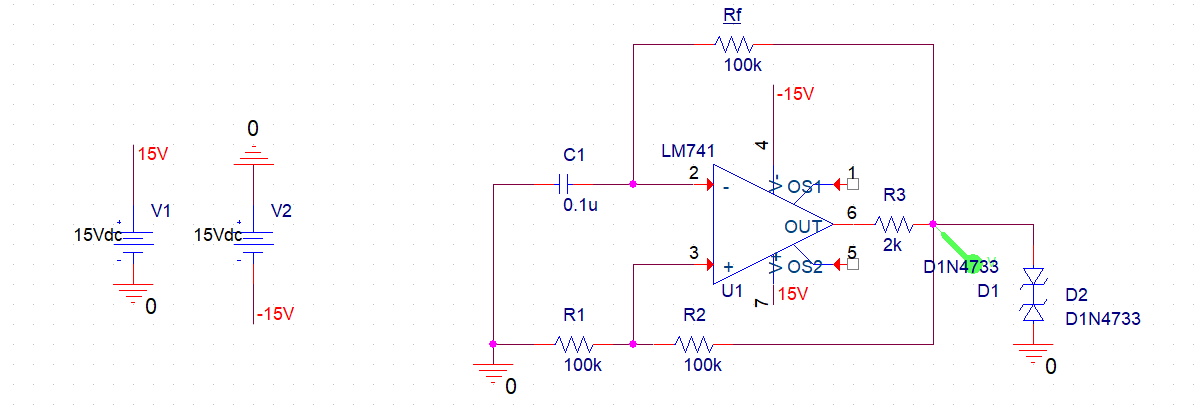 Rf
100k
-15V
0
15V
V1
15Vdc
+
-
0
V2
15Vdc
+
-
-15V
C1
0.1u
LM741
2
-
3
+
4
V-
7
V+
15V
U1
OS1
1
OUT
6
OS2
5
R3
2k
D1N4733
D1
D2
D1N4733
0
R1
100k
R2
100k
0